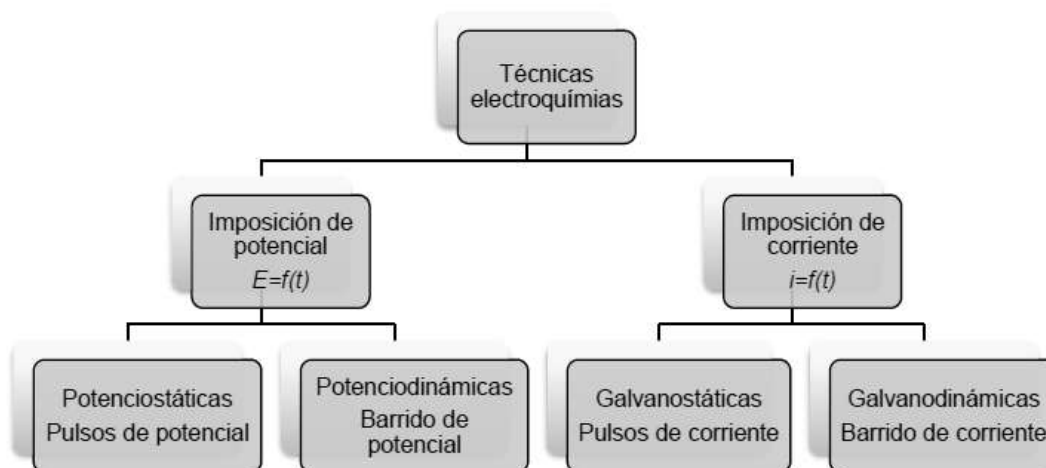 Técnicas
electroquímias
Imposición de
potencial
E=f(t)
Imposición de
corriente
i=f(t)
Potenciostáticas
Pulsos de potencial
Potenciodinámicas
Barrido de
potencial
Galvanostáticas
Pulsos de corriente
Galvanodinámicas
Barrido de corriente